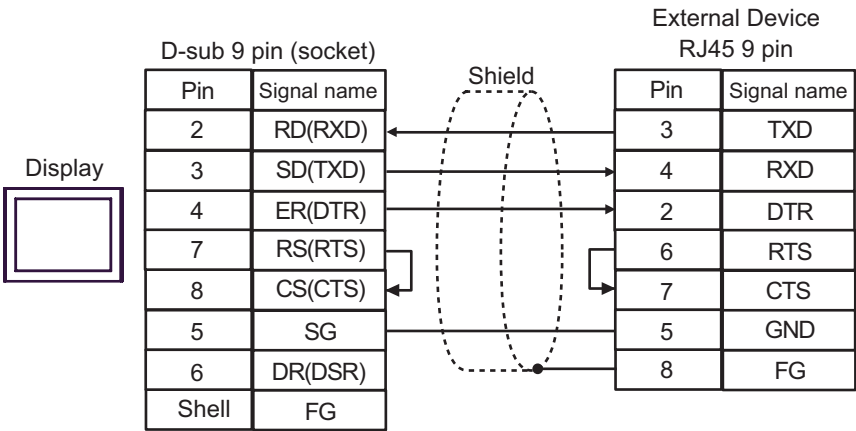 External Device
D-sub 9 pin (socket)
RJ45 9 pin
Shield
Pin Signal name
Pin Signal name
2 RD(RXD)
3 TXD
Display
3 SD(TXD)
4 RXD
4 ER(DTR)
2 DTR
7 RS(RTS)
6 RTS
8 CS(CTS)
7 CTS
5 SG
5 GND
6 DR(DSR)
8 FG
Shell FG